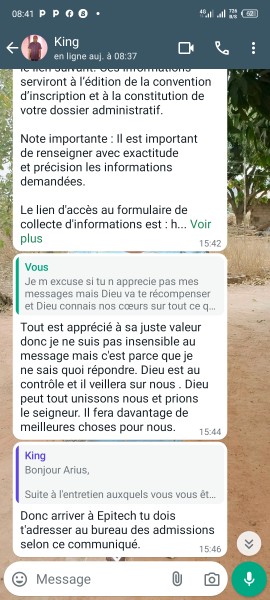 08:41
King
en ligne auj. à 08:37
le lien suivant. Ces informations
serviront à l'édition de la convention
d'inscription et à la constitution de
votre dossier administratif.
Note importante : Il est important
de renseigner avec exactitude
et précision les informations
demandées.
Le lien d'accès au formulaire de
collecte d'informations est : h... Voir
plus
15:42
Vous
Je m excuse si tu n apprecie pas mes
messages mais Dieu va te récompenser
et Dieu connais nos cœurs sur tout ce q...
Tout est apprécié à sa juste valeur
donc je ne suis pas insensible au
message mais c'est parce que je
ne sais quoi répondre. Dieu est au
contrôle et il veillera sur nous . Dieu
peut tout unissons nous et prions
le seigneur. Il fera davantage de
meilleures choses pour nous.
15:44
King
Bonjour Arius,
Suite à l'entretien auxquels vous vous êt...
Donc arriver à Epitech tu dois
t'adresser au bureau des admissions
selon ce communiqué.
15:46
Message